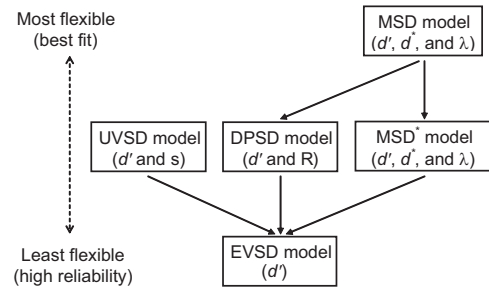 Most flexible
(best fit)
MSD model
(d′, d*, and λ)
UVSD model
(d′ and s)
DPSD model
(d′ and R)
MSD* model
(d′, d*, and λ)
Least flexible
(high reliability)
EVSD model
(d′)